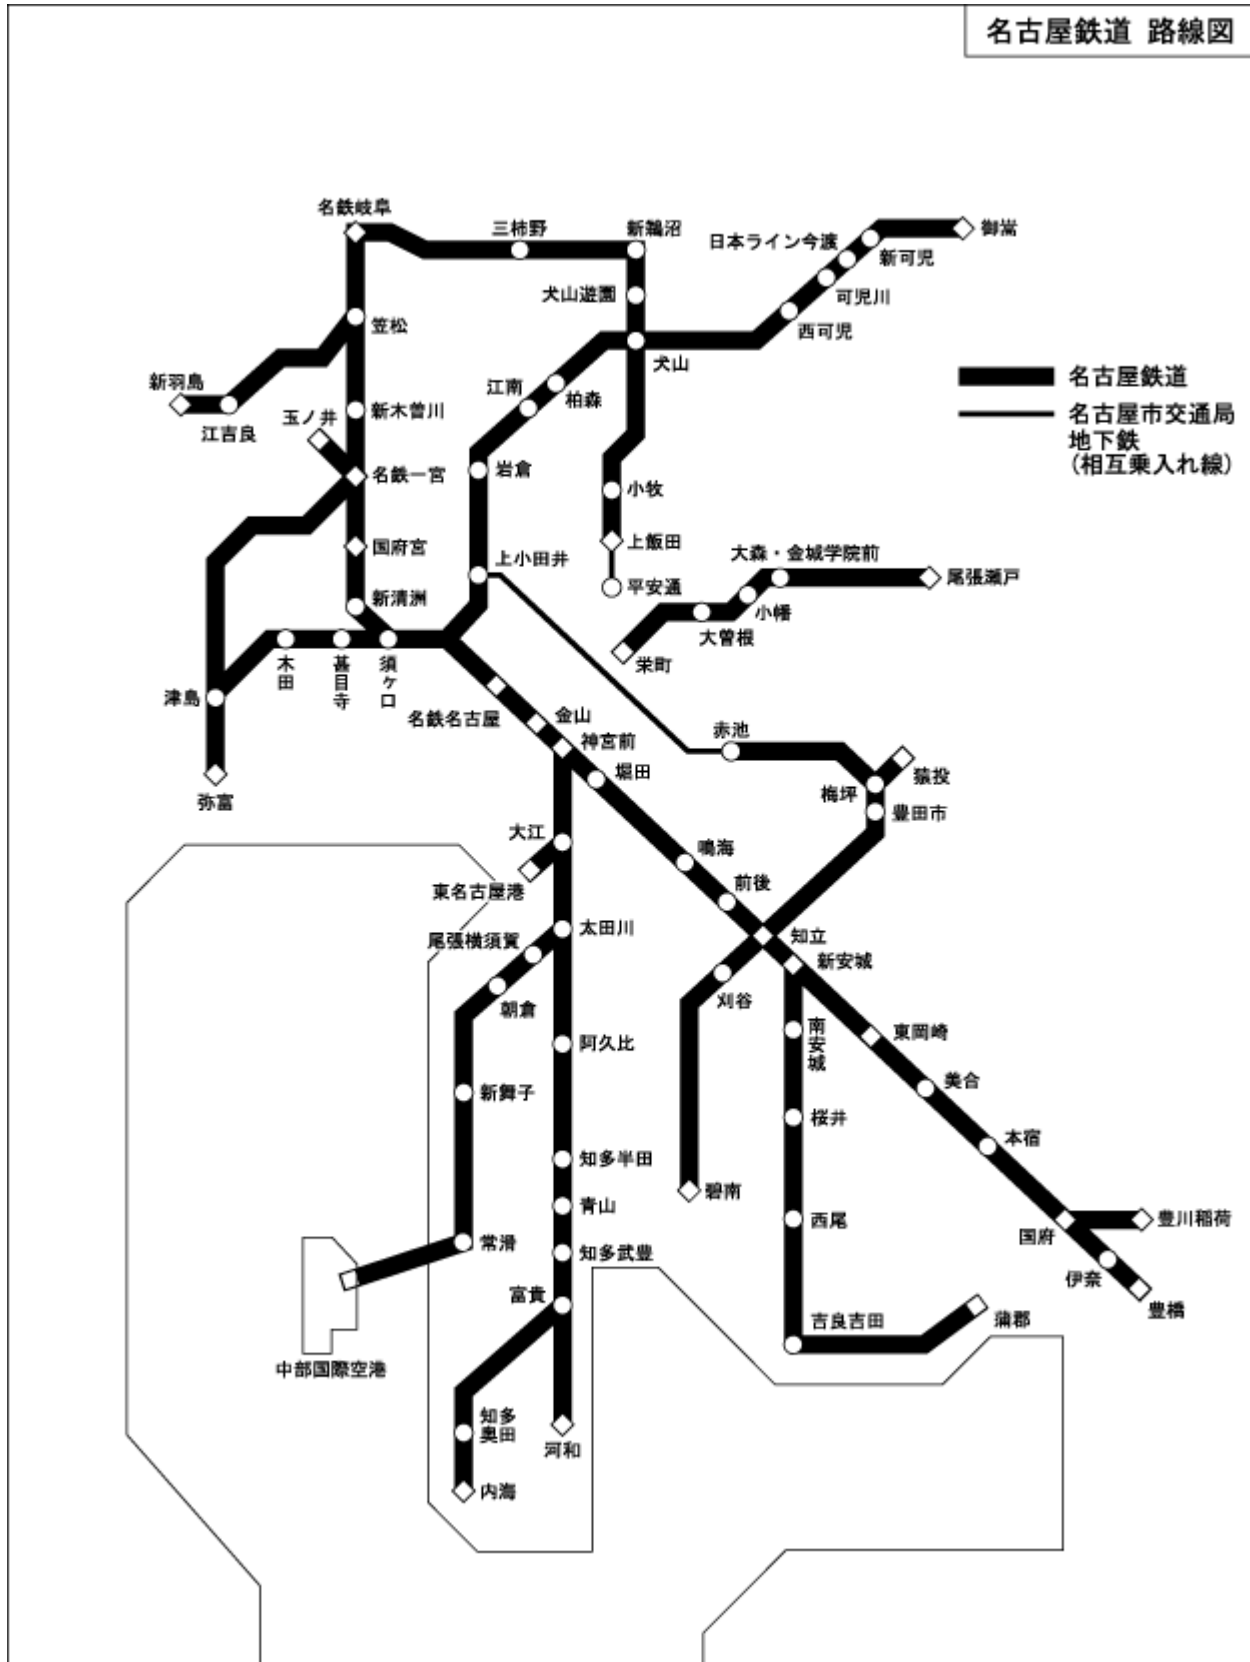 名古屋鉄道 路線図
名鉄岐阜
三柿野
新鵜沼
日本ライン今渡
御嵩
新可児
犬山遊園
可児川
笠松
西可児
犬山
新羽島
江南
柏森
名古屋鉄道
江吉良
玉ノ井
新木曽川
名古屋市交通局
地下鉄
(相互乗入れ線)
名鉄一宮
岩倉
小牧
国府宮
上小田井
上飯田
大森・金城学院前
尾張瀬戸
新清洲
平安通
小幡
大曽根
栄町
木田
甚目寺
須ヶ口
津島
名鉄名古屋
金山
神宮前
赤池
堀田
猿投
梅坪
豊田市
弥富
大江
鳴海
東名古屋港
前後
太田川
知立
尾張横須賀
新安城
朝倉
刈谷
南安城
東岡崎
阿久比
美合
新舞子
桜井
本宿
知多半田
碧南
青山
西尾
国府
豊川稲荷
常滑
知多武豊
伊奈
富貴
吉良吉田
蒲郡
豊橋
中部国際空港
知多
奥田
河和
内海